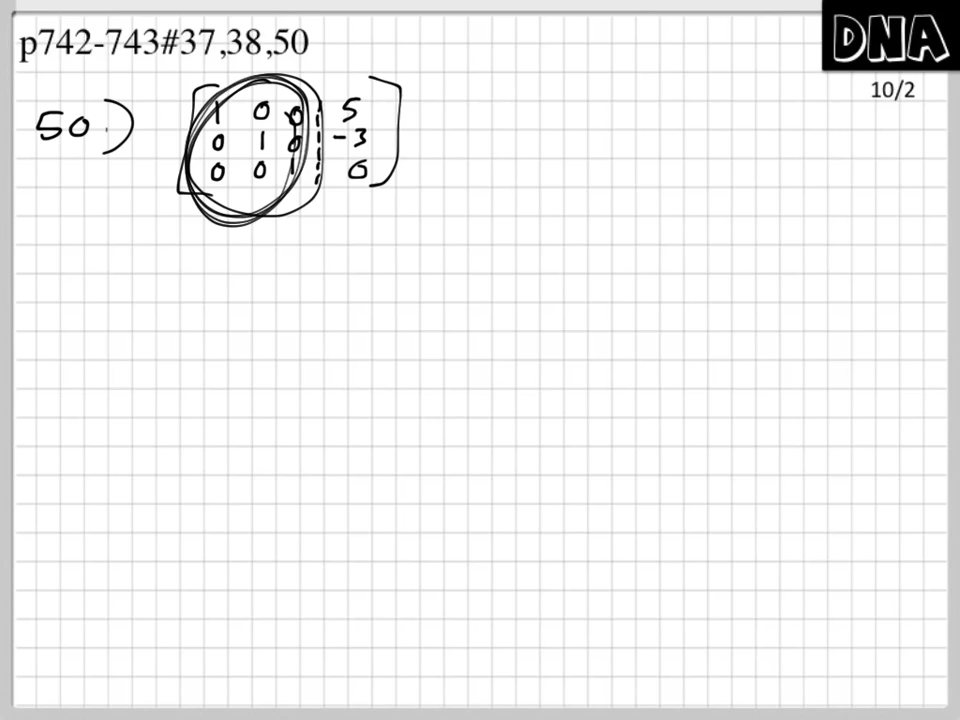 DNA
p742-743#37,38,50
10/2
50.)
1 0 0 5
0 1 0 -3
0 0 1 0